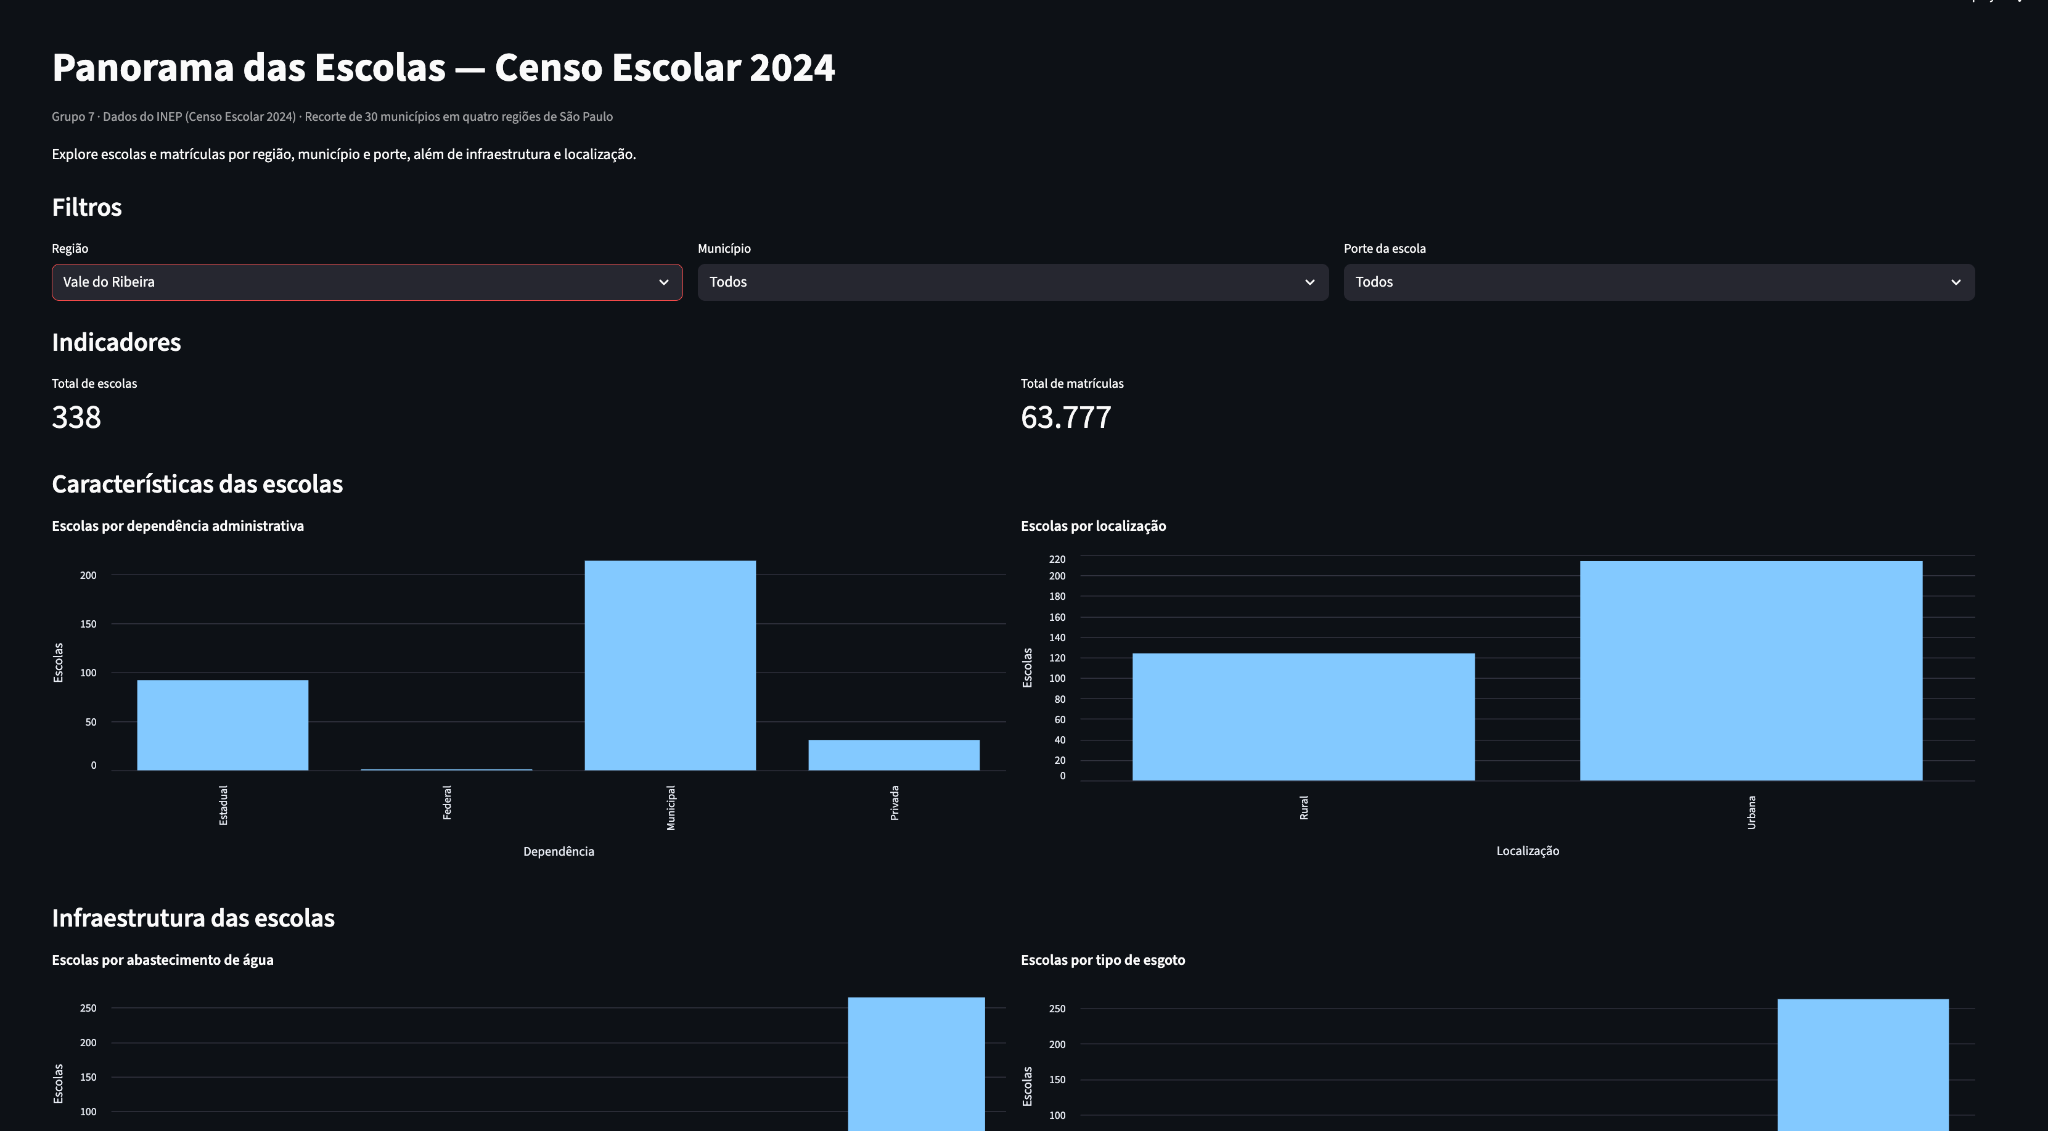 Panorama das Escolas — Censo Escolar 2024
Grupo 7 · Dados do INEP (Censo Escolar 2024) · Recorte de 30 municípios em quatro regiões de São Paulo
Explore escolas e matrículas por região, município e porte, além de infraestrutura e localização.
Filtros
Região
Município
Porte da escola
Vale do Ribeira
Todos
Todos
Indicadores
Total de escolas
Total de matrículas
338
63.777
Características das escolas
Escolas por dependência administrativa
Escolas
200
150
100
50
0
Estadual
Federal
Municipal
Privada
Dependência
Escolas por localização
Escolas
220
200
180
160
140
120
100
80
60
40
20
0
Rural
Urbana
Localização
Infraestrutura das escolas
Escolas por abastecimento de água
Escolas
250
200
150
100
Escolas por tipo de esgoto
Escolas
250
200
150
100